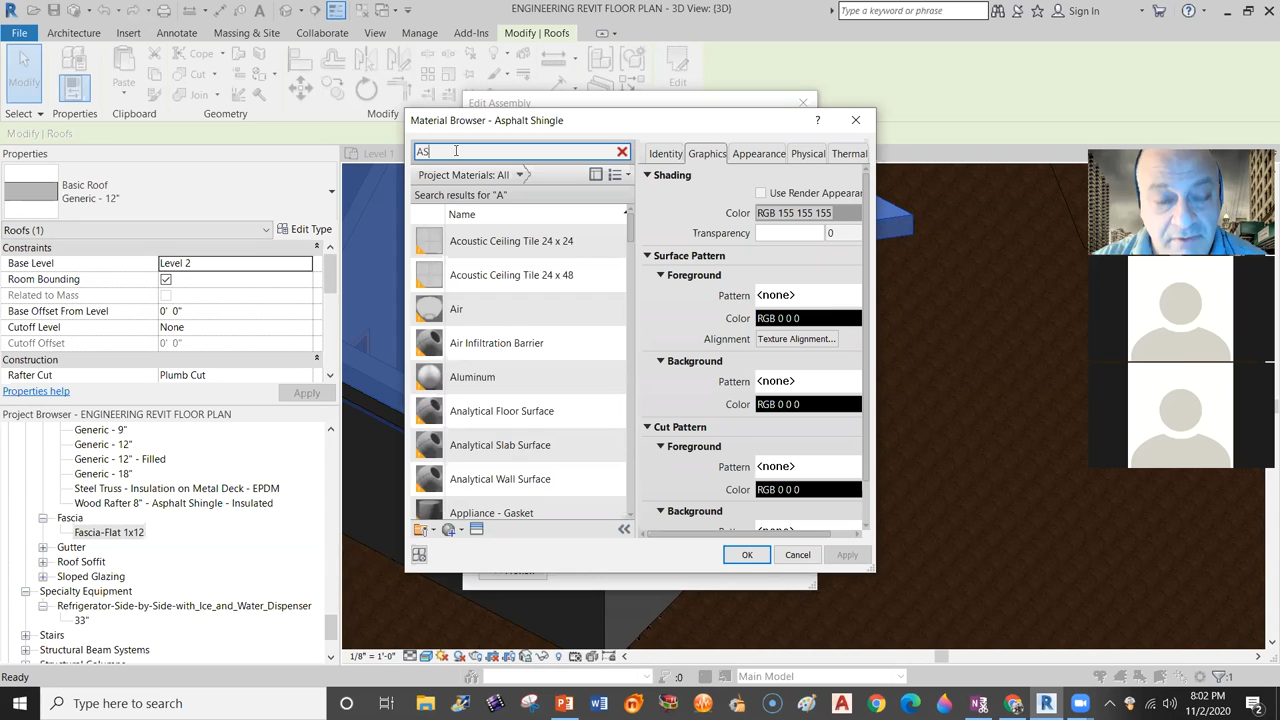 ENGINEERING REVIT FLOOR PLAN - 3D View: {3D}
Type a keyword or phrase
Sign In
File Architecture Insert Annotate Massing & Site Collaborate View Manage Add-Ins Modify | Roofs
Modify
Paste
Cope
Cut
Join
Edit
Select Properties Clipboard Geometry Modify
Modify | Roofs
Edit Assembly
Properties
Level 1
Basic Roof
Generic - 12"
Roofs (1) Edit Type
Constraints
Base Level Level 2
Room Bounding
Related to Mass
Base Offset From Level 0' 0"
Cutoff Level None
Cutoff Offset 0' 0"
Construction
Rafter Cut Plumb Cut
Properties help Apply
Project Browser - ENGINEERING REVIT FLOOR PLAN
Generic - 9"
Generic - 12"
Generic - 12" - Filled
Generic - 18"
Steel Truss - Insulation on Metal Deck - EPDM
Wood Rafter 8" - Asphalt Shingle - Insulated
Fascia
Fascia-Flat 1x12
Gutter
Roof Soffit
Sloped Glazing
Specialty Equipment
Refrigerator-Side-by-Side-with_Ice_and_Water_Dispenser
33"
Stairs
Structural Beam Systems
Material Browser - Asphalt Shingle
AS
Project Materials: All
Search results for "A"
Name
Acoustic Ceiling Tile 24 x 24
Acoustic Ceiling Tile 24 x 48
Air
Air Infiltration Barrier
Aluminum
Analytical Floor Surface
Analytical Slab Surface
Analytical Wall Surface
Appliance - Gasket
Identity Graphics Appearance Physical Thermal
Shading
Use Render Appearar
Color RGB 155 155 155
Transparency 0
Surface Pattern
Foreground
Pattern <none>
Color RGB 0 0 0
Alignment Texture Alignment...
Background
Pattern <none>
Color RGB 0 0 0
Cut Pattern
Foreground
Pattern <none>
Color RGB 0 0 0
Background
OK Cancel Apply
1/8" = 1'-0"
Ready
:0
Main Model
:1
Type here to search
8:02 PM
11/2/2020